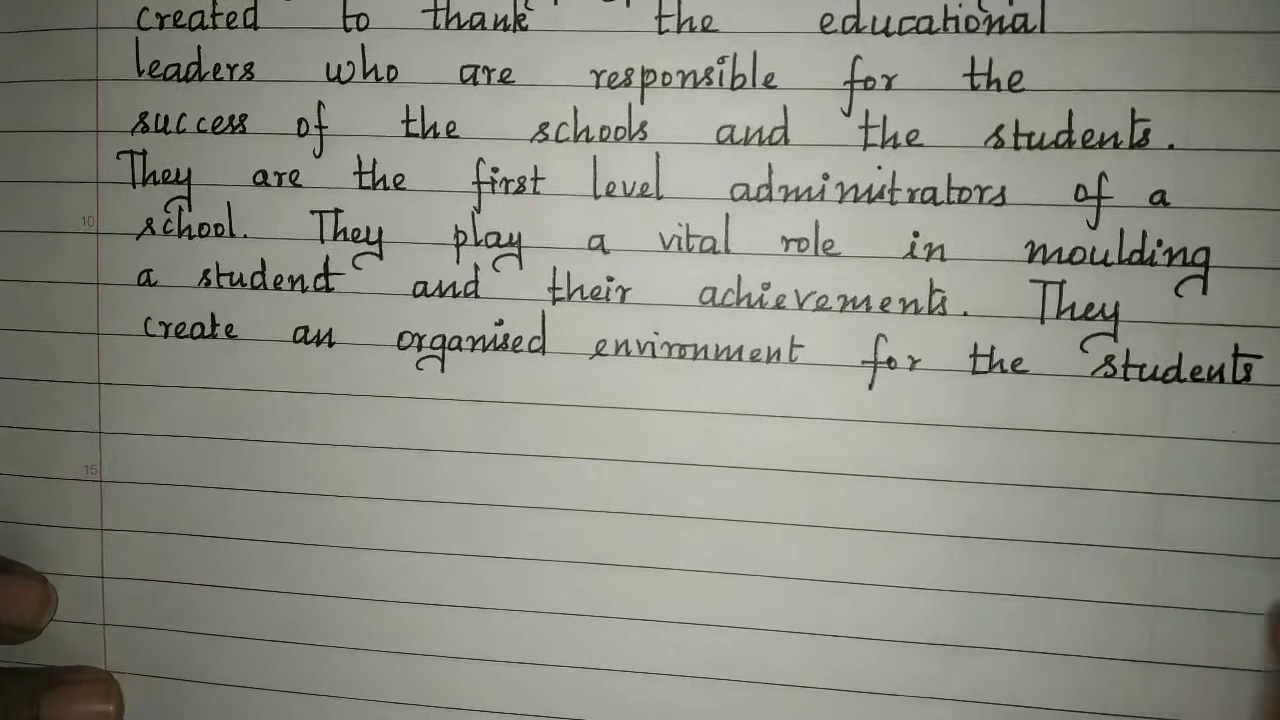 created to thank the educational
leaders who are responsible for the
success of the schools and the students.
They are the first level administrators of a
10
school. They play a vital role in moulding
a student and their achievements. They
create an organised environment for the students
15